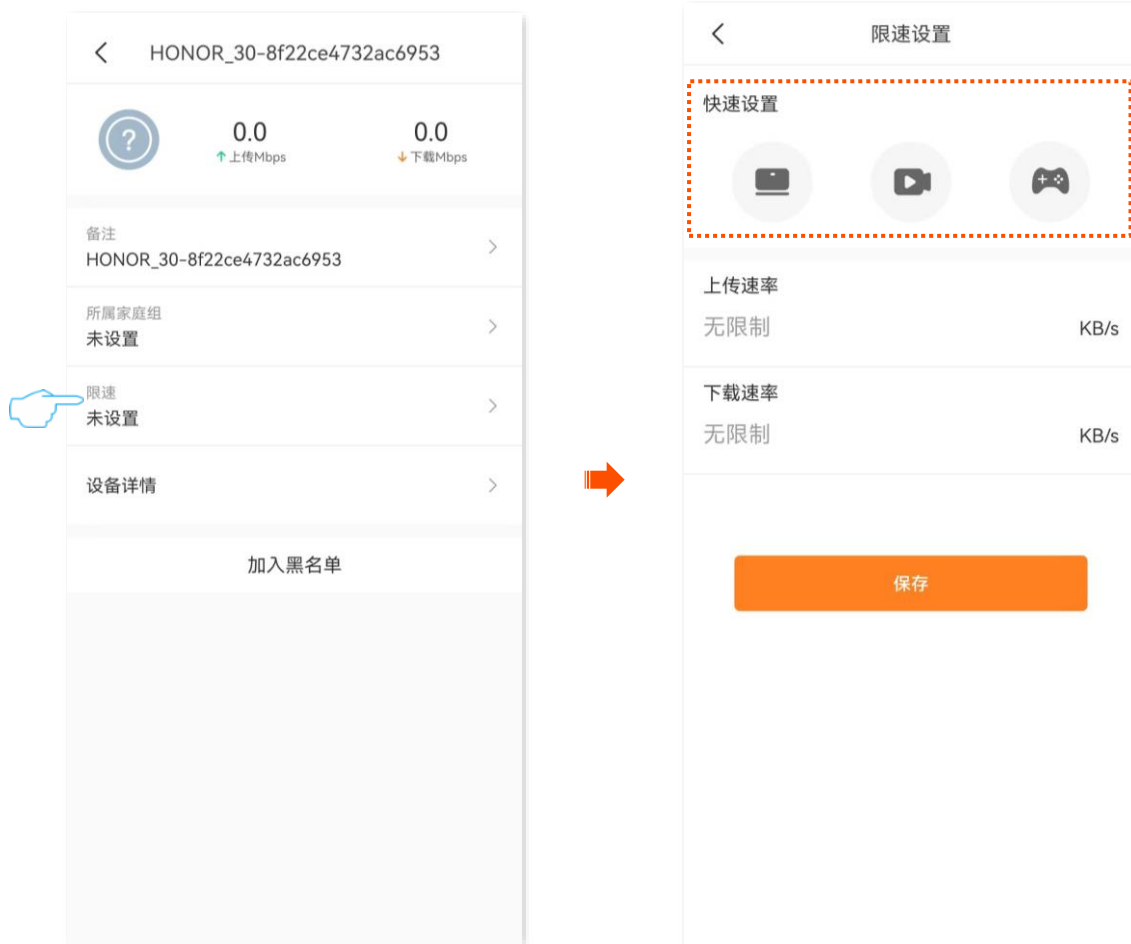 HONOR_30-8f22ce4732ac6953
0.0
0.0
上传Mbps
下载Mbps
备注
HONOR_30-8f22ce4732ac6953
所属家庭组
未设置
限速
未设置
设备详情
加入黑名单
限速设置
快速设置
上传速率
无限制 KB/s
下载速率
无限制 KB/s
保存